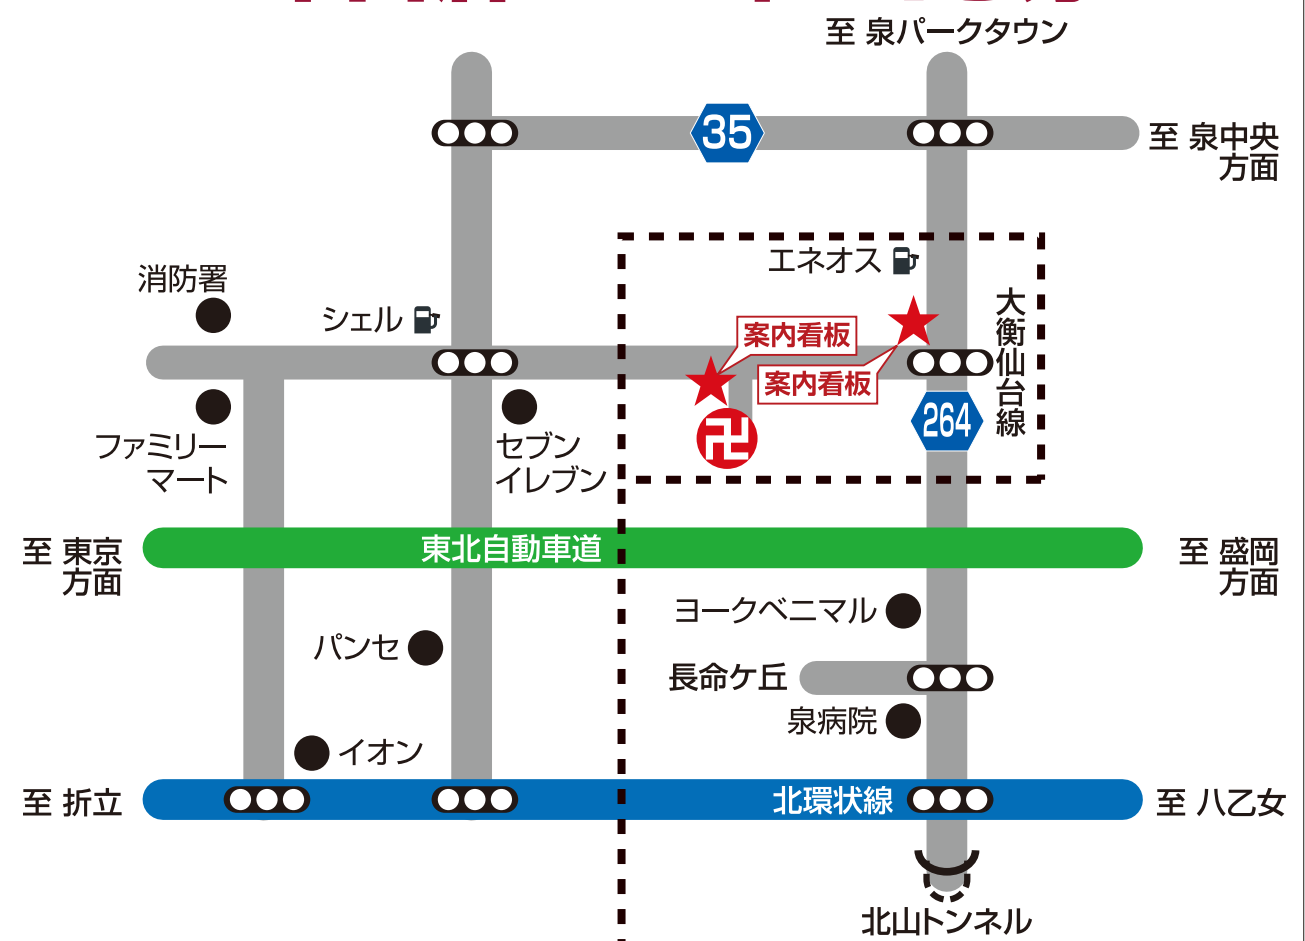 至 泉パークタウン
35
至 泉中央
方面
エネオス
消防署
シェル
大衡仙台線
案内看板
案内看板
264
ファミリー
マート
セブン
イレブン
東北自動車道
至 東京
方面
至 盛岡
方面
ヨークベニマル
パンセ
長命ケ丘
泉病院
イオン
至 折立
北環状線
至 八乙女
北山トンネル